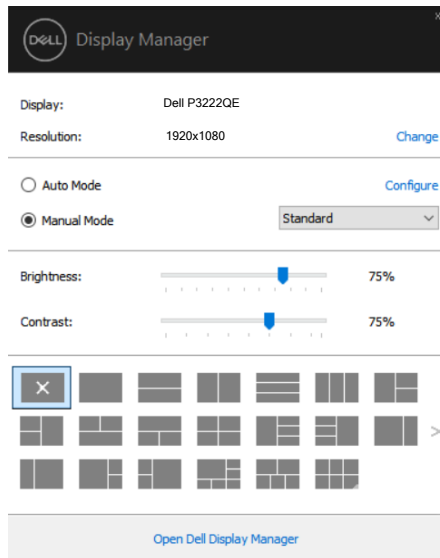 DELL Display Manager
Display: Dell P3222QE
Resolution: 1920x1080 Change
Auto Mode Configure
Manual Mode Standard
Brightness: 75%
Contrast: 75%
Open Dell Display Manager